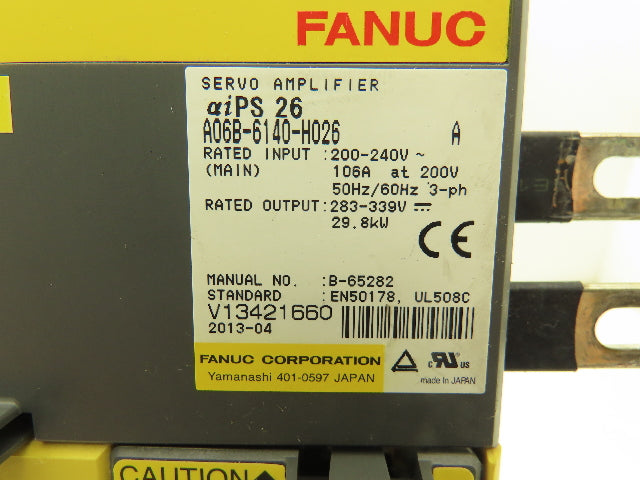 FANUC
SERVO AMPLIFIER
αiPS 26
A06B-6140-H026 A
RATED INPUT :200-240V ~
(MAIN) 106A at 200V
50Hz/60Hz 3-ph
RATED OUTPUT:283-339V ⎓
29.8kW
CE
MANUAL NO. :B-65282
STANDARD :EN50178, UL508C
V13421660
2013-04
FANUC CORPORATION
Yamanashi 401-0597 JAPAN
c RU us
made in JAPAN
CAUTION